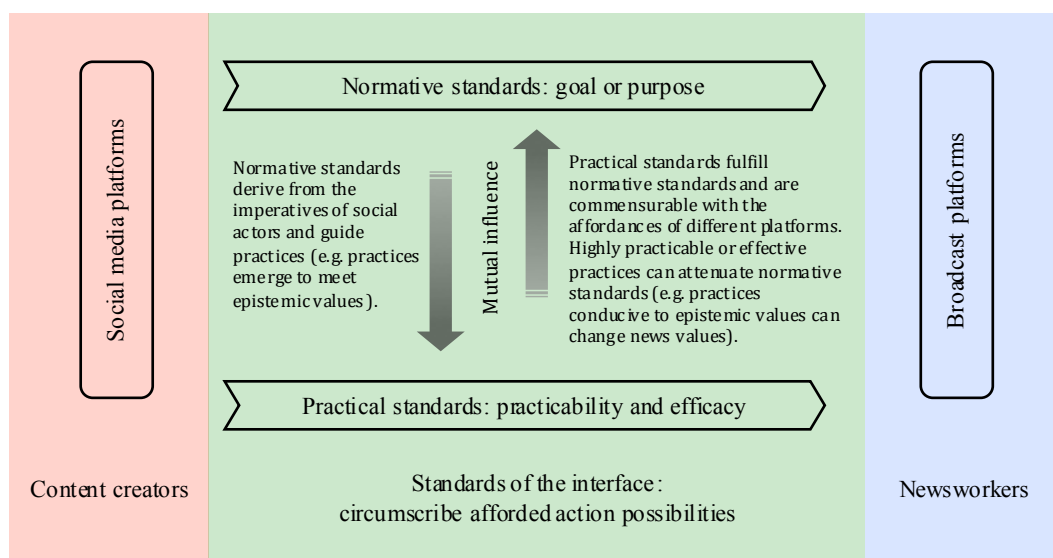 Social media platforms
Content creators
Normative standards: goal or purpose
Normative standards
derive from the
imperatives of social
actors and guide
practices (e.g. practices
emerge to meet
epistemic values).
Mutual influence
Practical standards fulfill
normative standards and are
commensurable with the
affordances of different platforms.
Highly practicable or effective
practices can attenuate normative
standards (e.g. practices
conducive to epistemic values can
change news values).
Practical standards: practicability and efficacy
Standards of the interface:
circumscribe afforded action possibilities
Broadcast platforms
Newsworkers